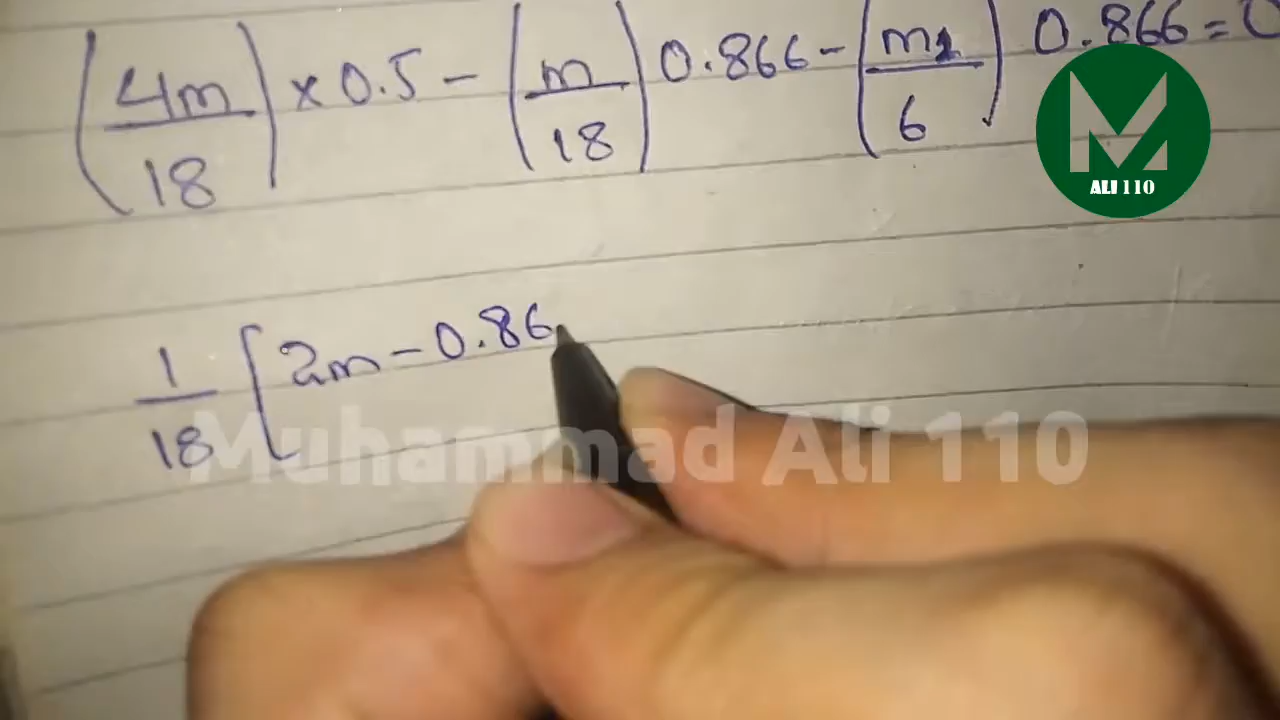 (4m/18) × 0.5 − (m/18) 0.866 − (m1/6) 0.866 = 0
M
ALI 110
1/18 [2m − 0.86
Muhammad Ali 110